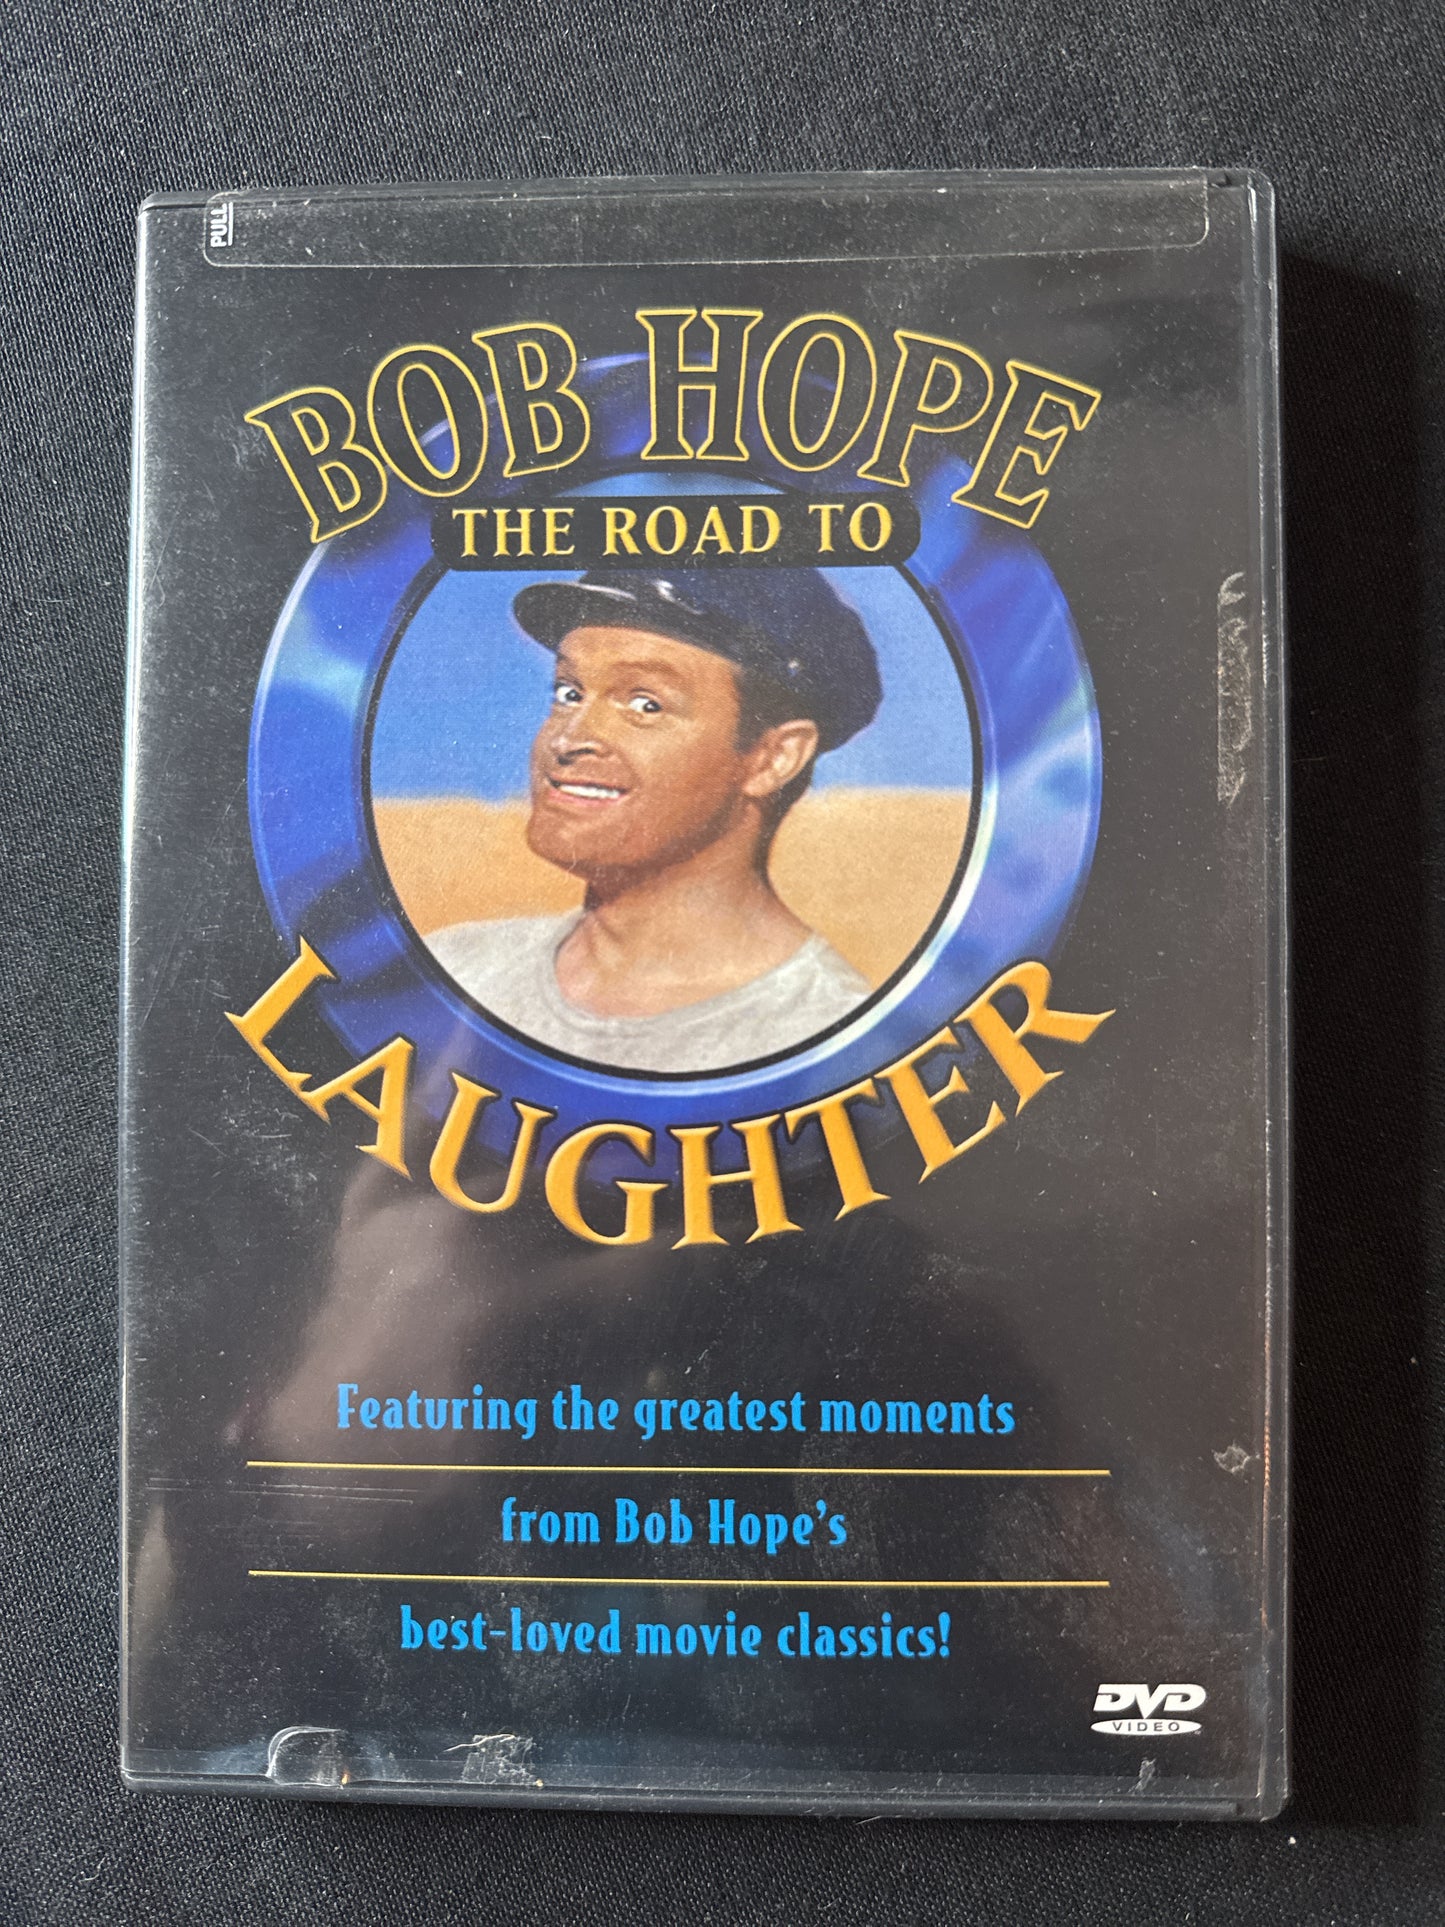 PULL
BOB HOPE
THE ROAD TO
LAUGHTER
Featuring the greatest moments
from Bob Hope's
best-loved movie classics!
DVD
VIDEO